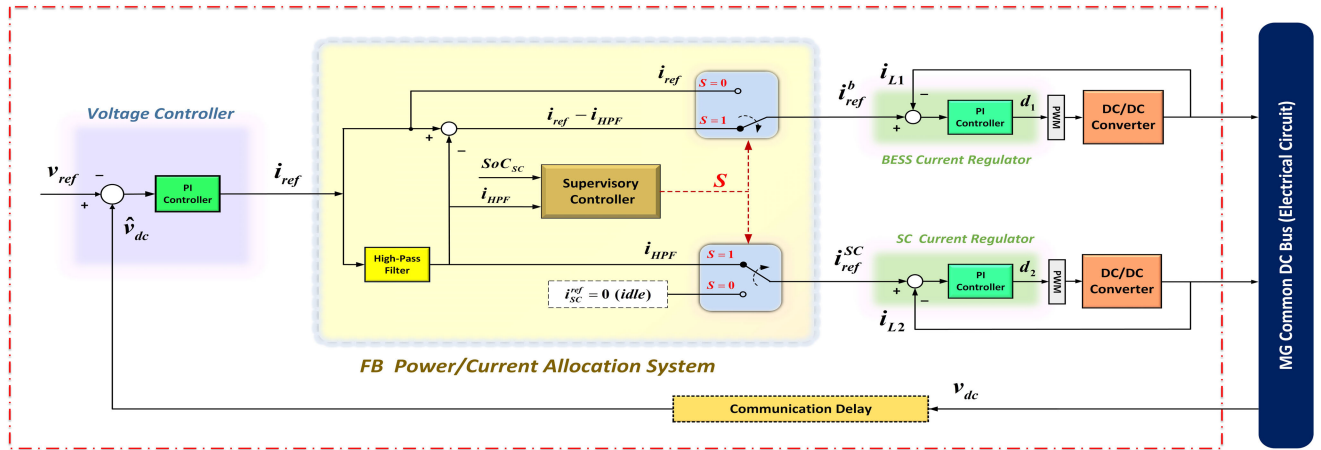 Voltage Controller
v_ref
−
+
v̂_dc
PI
Controller
i_ref
i_ref
S = 0
i_ref − i_HPF
S = 1
+
−
SoC_SC
i_HPF
Supervisory
Controller
S
High-Pass
Filter
i_HPF
S = 1
i_SC^ref = 0 (idle)
S = 0
FB Power/Current Allocation System
i_ref^b
i_L1
−
+
PI
Controller
d_1
PWM
DC/DC
Converter
BESS Current Regulator
SC Current Regulator
i_ref^SC
+
−
PI
Controller
d_2
PWM
DC/DC
Converter
i_L2
v_dc
Communication Delay
MG Common DC Bus (Electrical Circuit)